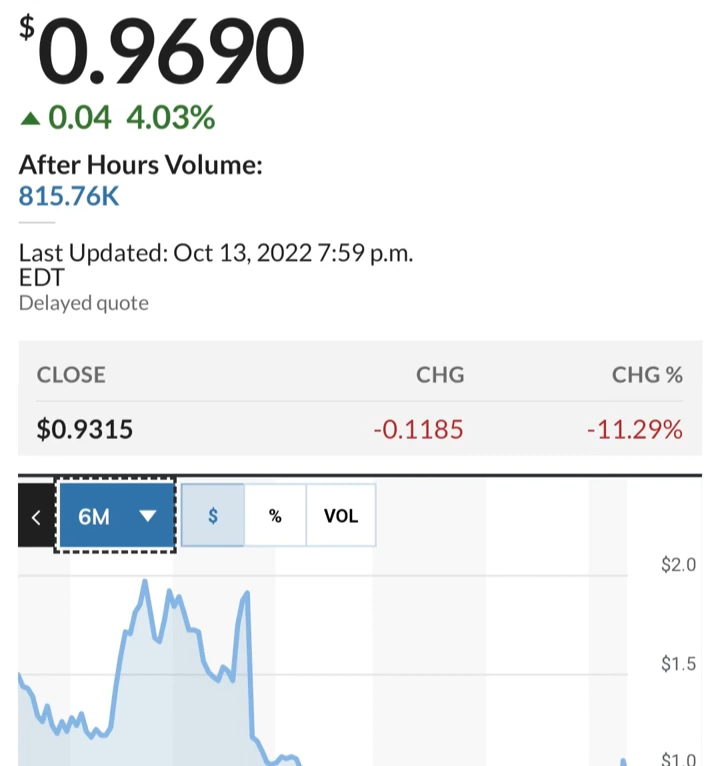 $0.9690
▲ 0.04 4.03%
After Hours Volume:
815.76K
Last Updated: Oct 13, 2022 7:59 p.m.
EDT
Delayed quote
CLOSE CHG CHG %
$0.9315 -0.1185 -11.29%
< 6M ▼ $ % VOL
$2.0
$1.5
$1.0